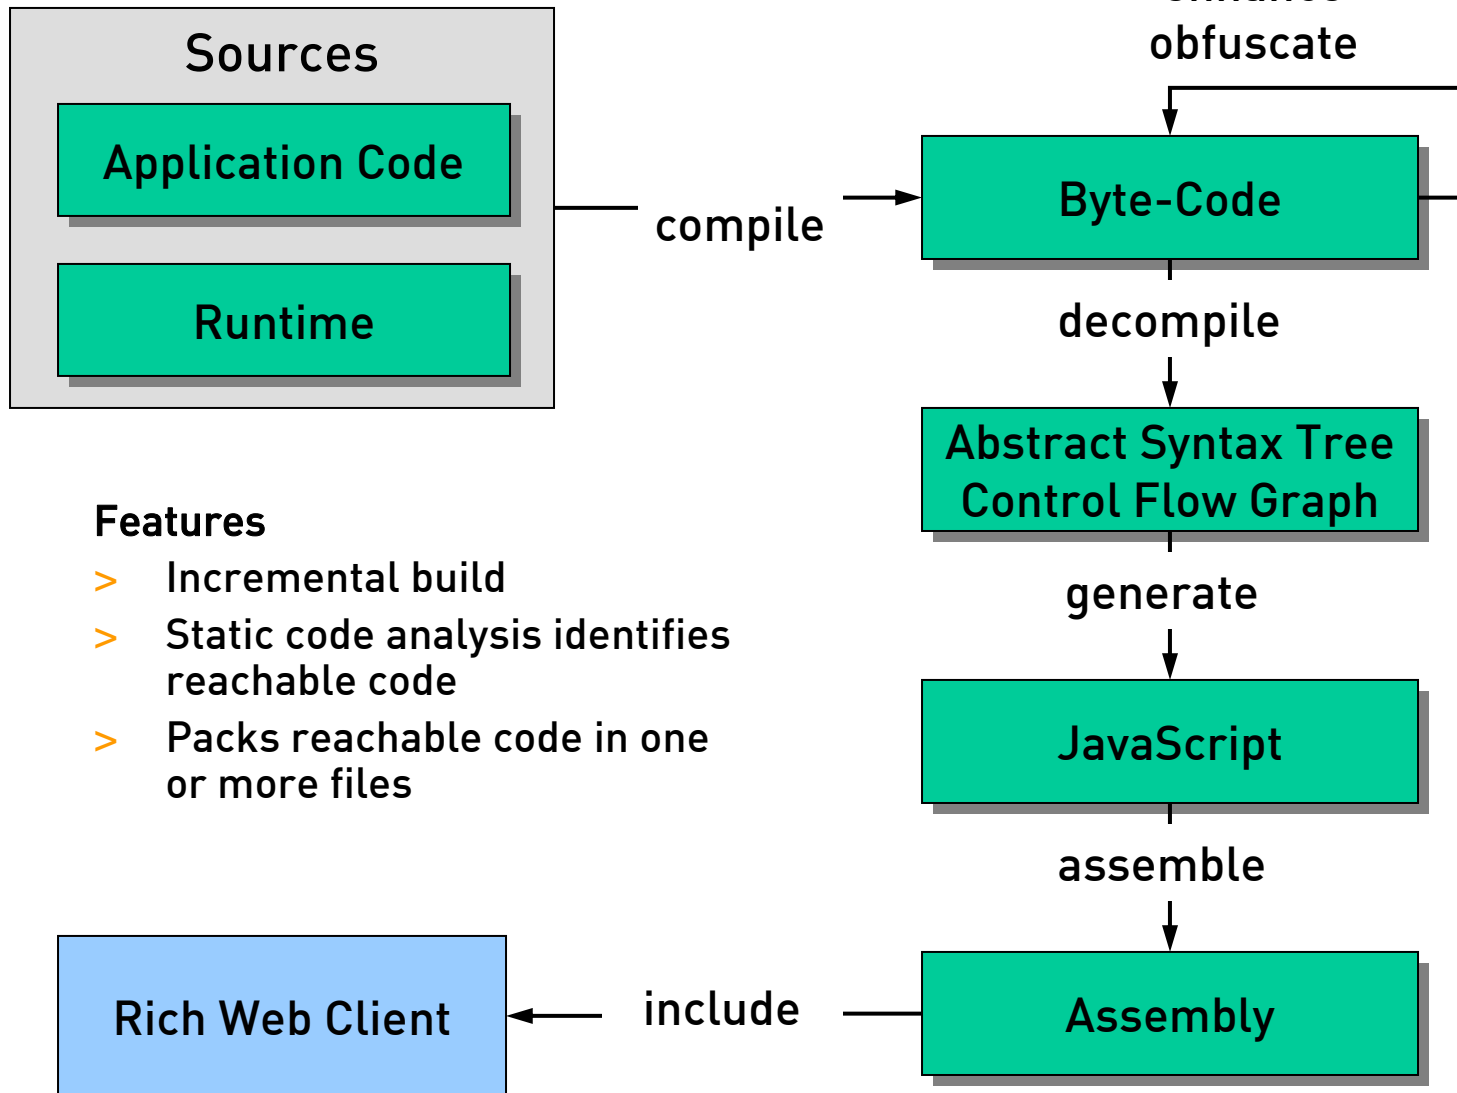 Sources
Application Code
Runtime
compile
obfuscate
Byte-Code
decompile
Abstract Syntax Tree
Control Flow Graph
generate
JavaScript
assemble
Assembly
include
Rich Web Client
Features
> Incremental build
> Static code analysis identifies
reachable code
> Packs reachable code in one
or more files